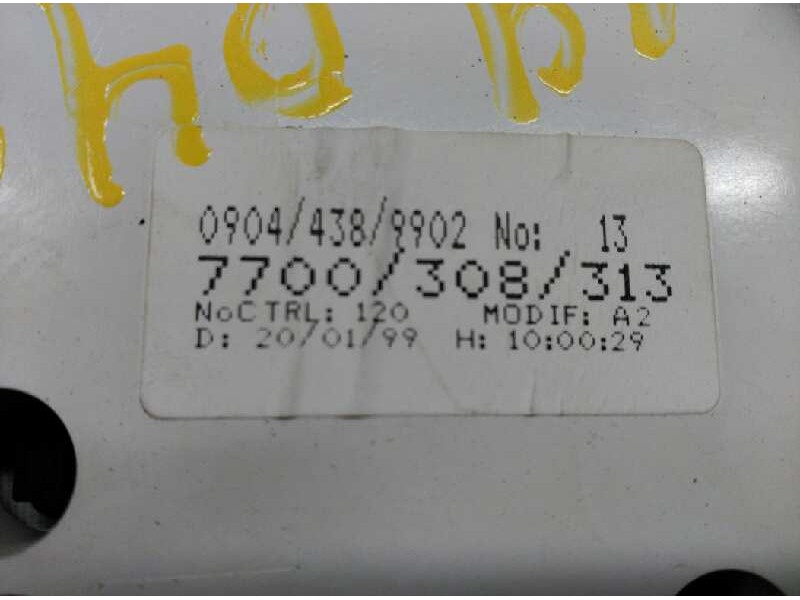 0904/438/9902 No: 13
7700/308/313
NoCTRL: 120 MODIF: A2
D: 20/01/99 H: 10:00:29